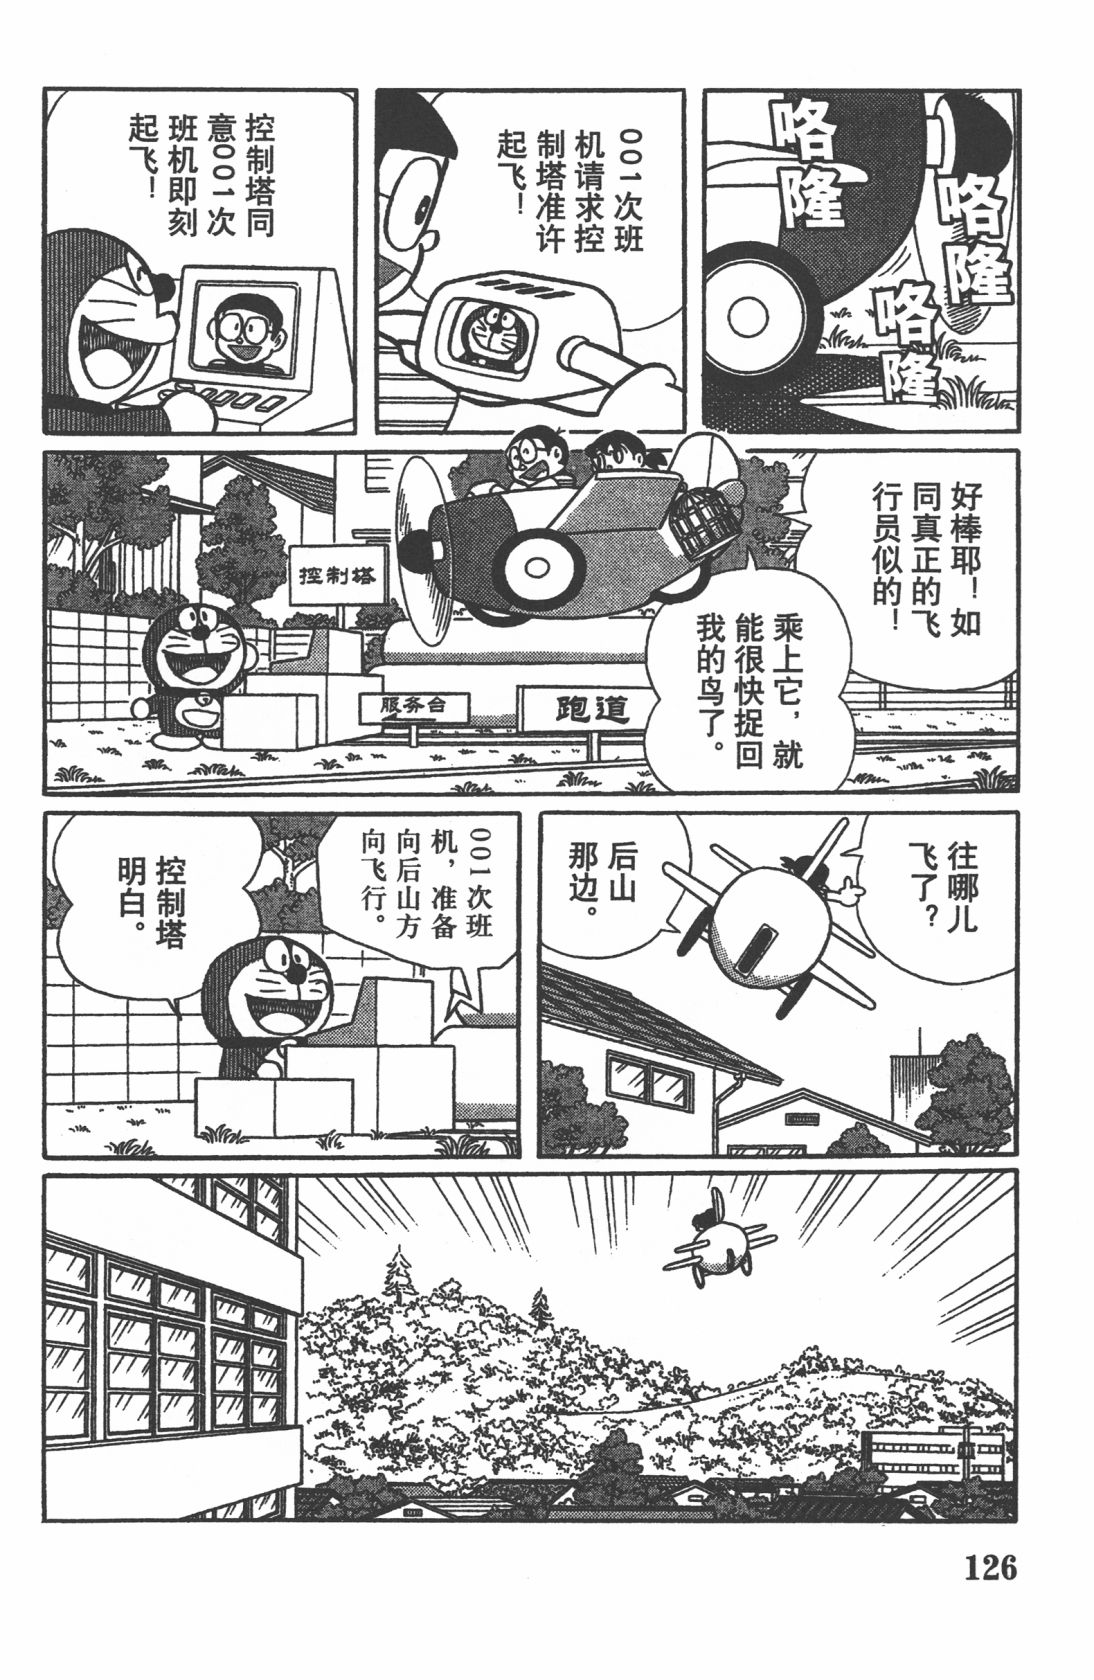 咯隆
咯隆
咯隆
001次班
机请求控
制塔准许
起飞！
控制塔同
意001次
班机即刻
起飞！
好棒耶！如
同真正的飞
行员似的！
乘上它，就
能很快捉回
我的鸟了。
控制塔
服务台
跑道
往哪儿
飞了？
后山
那边。
001次班
机，准备
向后山方
向飞行。
控制塔
明白。
126